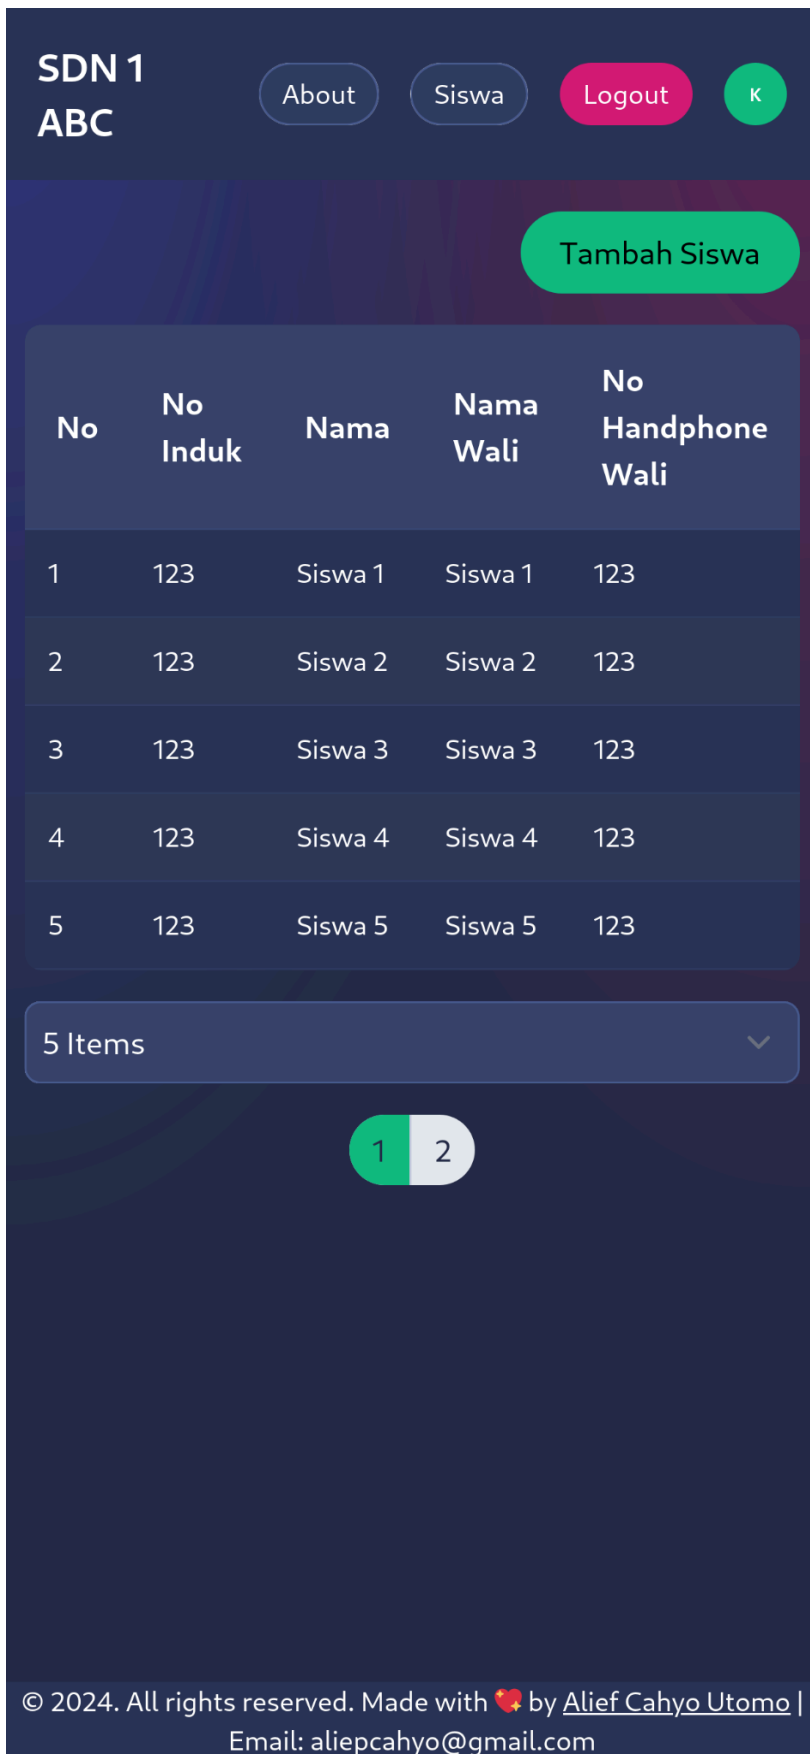 SDN 1
ABC
About
Siswa
Logout
K
Tambah Siswa
No
No
Induk
Nama
Nama
Wali
No
Handphone
Wali
1 123 Siswa 1 Siswa 1 123
2 123 Siswa 2 Siswa 2 123
3 123 Siswa 3 Siswa 3 123
4 123 Siswa 4 Siswa 4 123
5 123 Siswa 5 Siswa 5 123
5 Items
1 2
© 2024. All rights reserved. Made with 💖 by Alief Cahyo Utomo |
Email: aliepcahyo@gmail.com